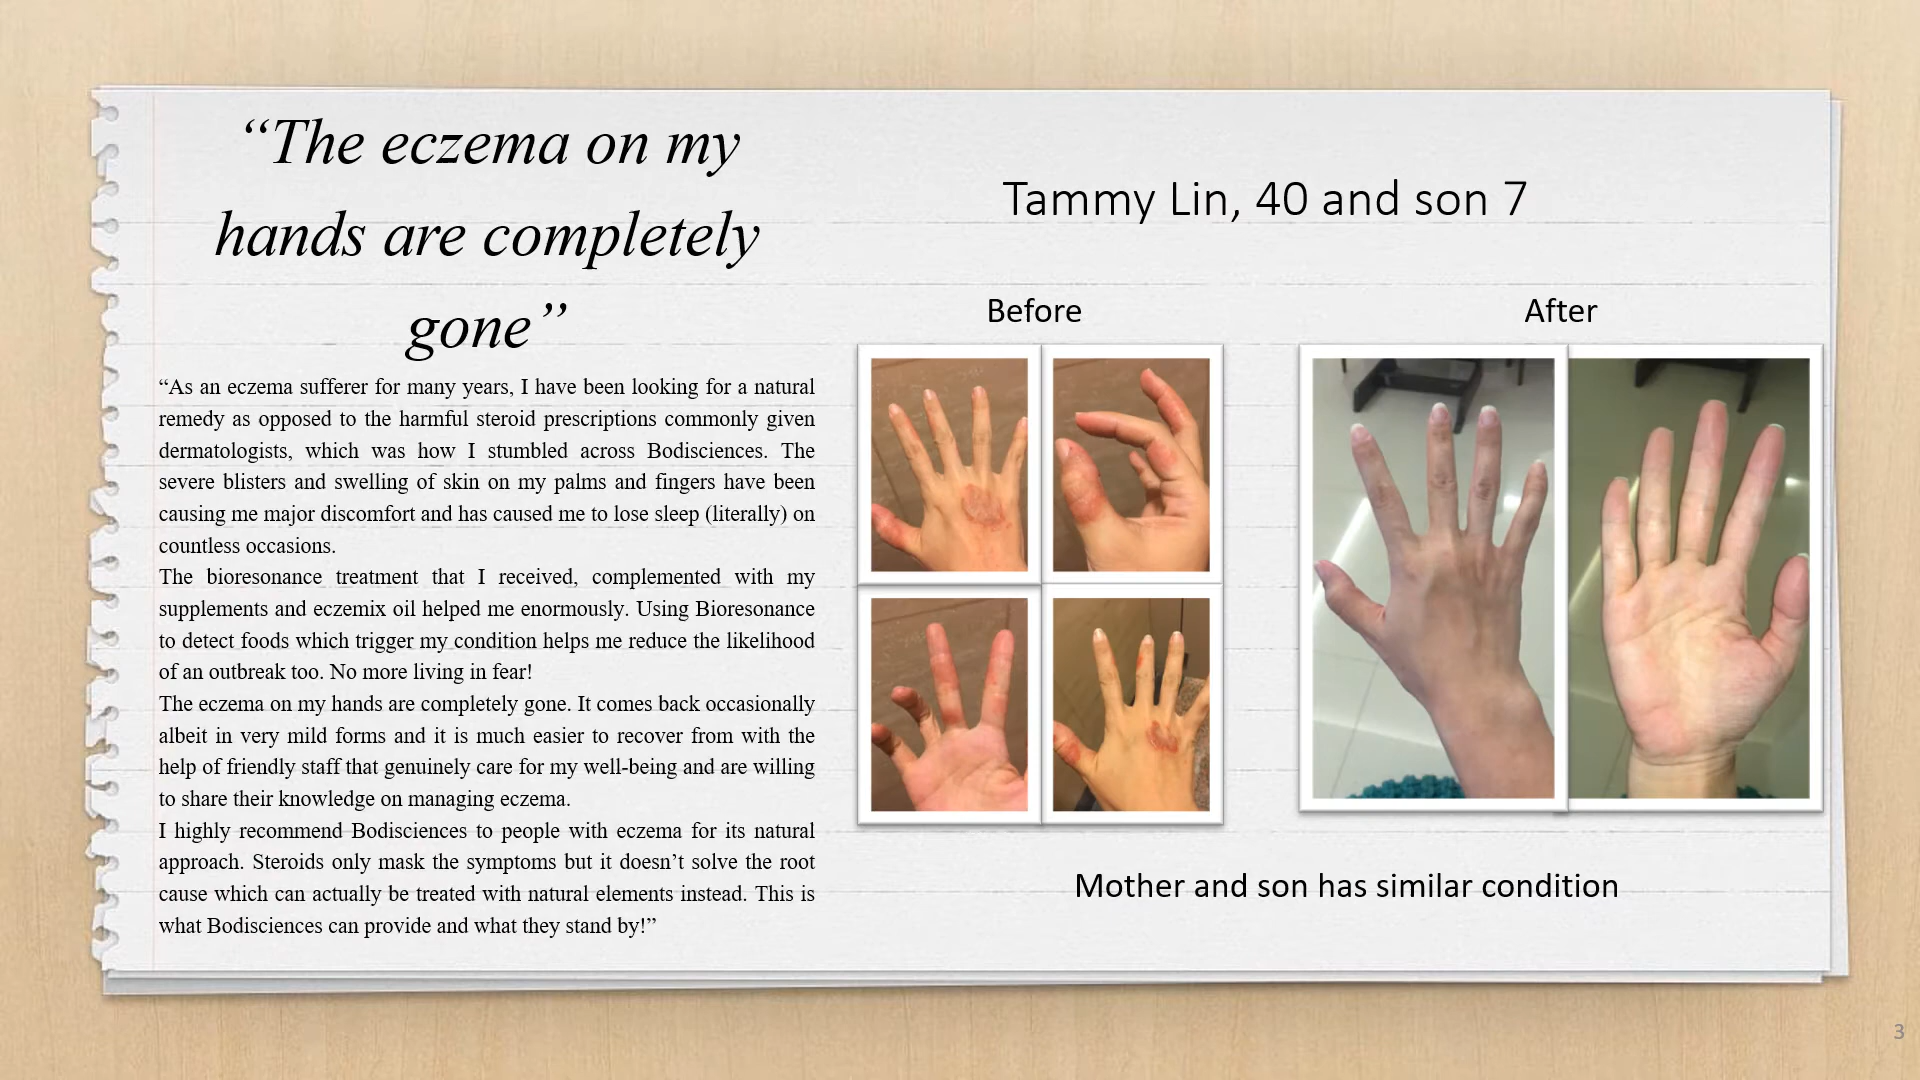 “The eczema on my
hands are completely
gone”
“As an eczema sufferer for many years, I have been looking for a natural
remedy as opposed to the harmful steroid prescriptions commonly given
dermatologists, which was how I stumbled across Bodisciences. The
severe blisters and swelling of skin on my palms and fingers have been
causing me major discomfort and has caused me to lose sleep (literally) on
countless occasions.
The bioresonance treatment that I received, complemented with my
supplements and eczemix oil helped me enormously. Using Bioresonance
to detect foods which trigger my condition helps me reduce the likelihood
of an outbreak too. No more living in fear!
The eczema on my hands are completely gone. It comes back occasionally
albeit in very mild forms and it is much easier to recover from with the
help of friendly staff that genuinely care for my well-being and are willing
to share their knowledge on managing eczema.
I highly recommend Bodisciences to people with eczema for its natural
approach. Steroids only mask the symptoms but it doesn’t solve the root
cause which can actually be treated with natural elements instead. This is
what Bodisciences can provide and what they stand by!”
Tammy Lin, 40 and son 7
Before
After
Mother and son has similar condition
3